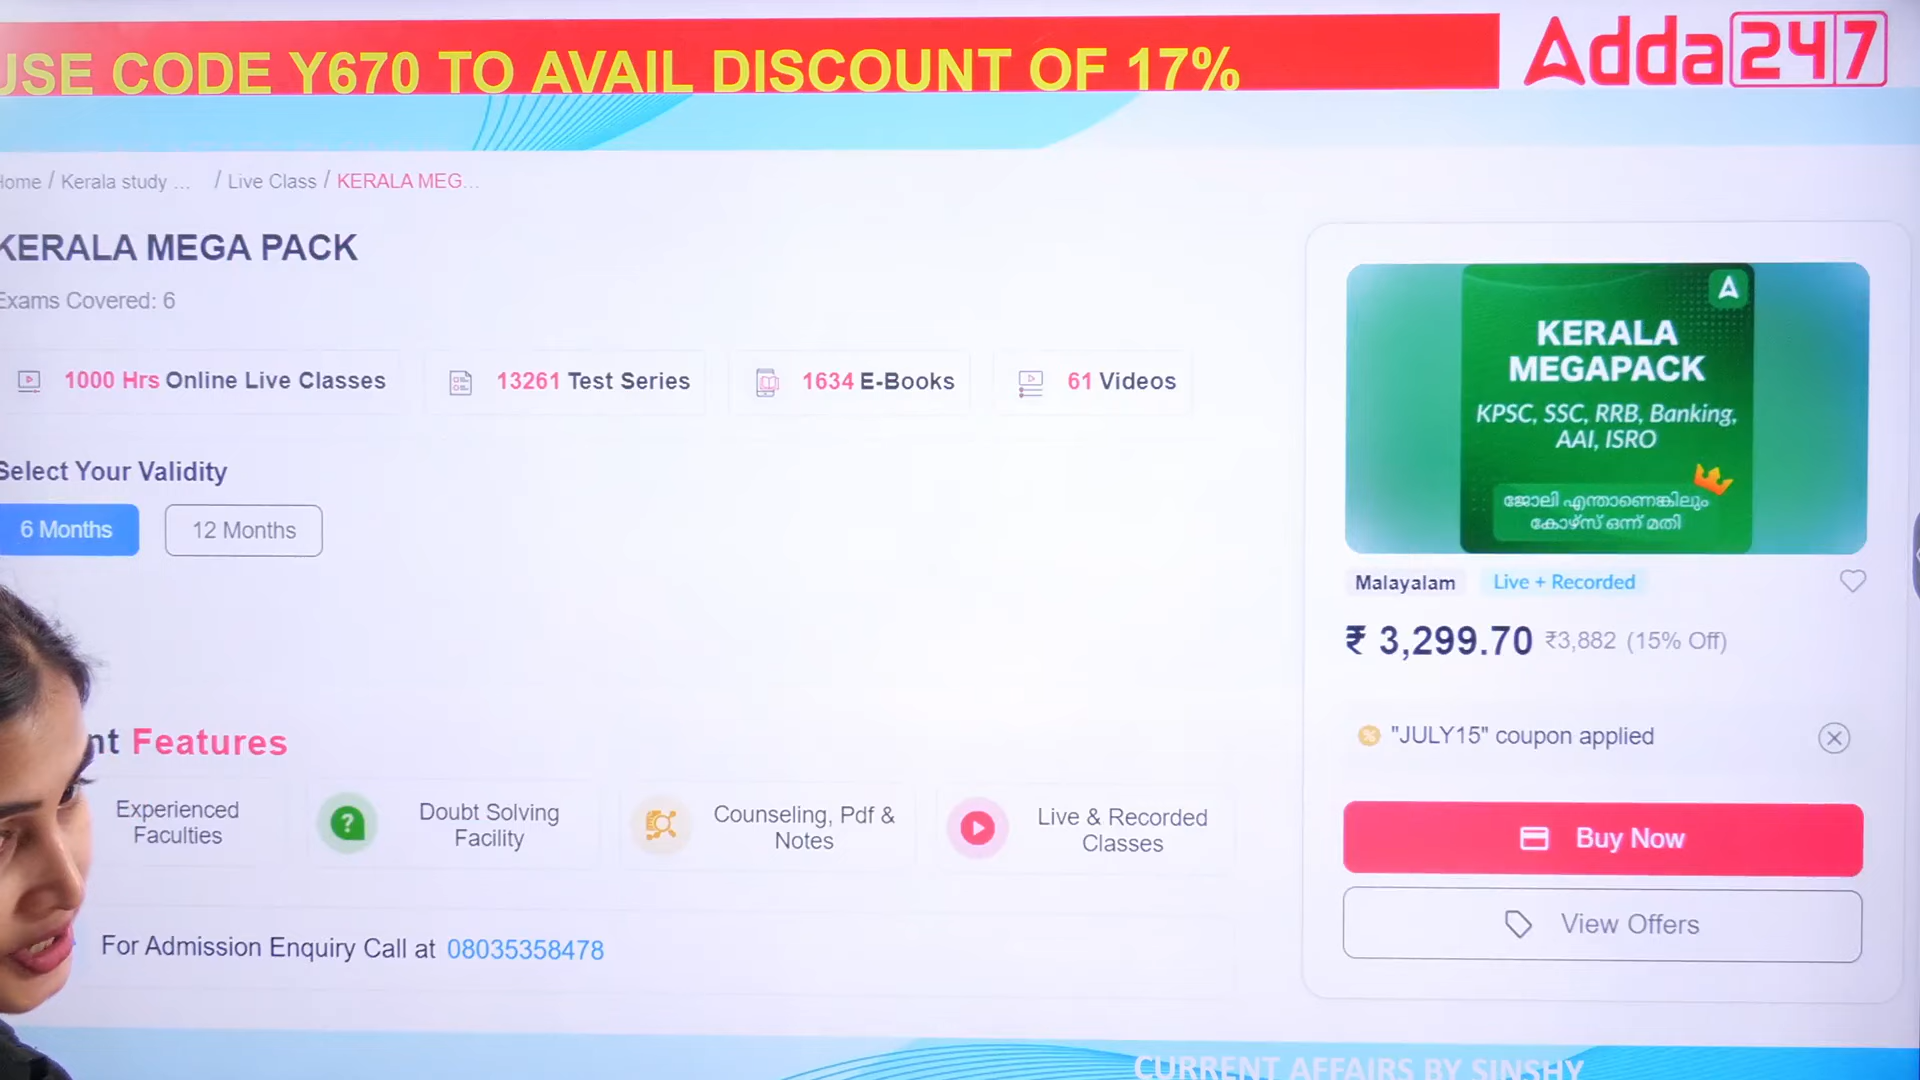 USE CODE Y670 TO AVAIL DISCOUNT OF 17%
Adda247
Home / Kerala study ... / Live Class / KERALA MEG...
KERALA MEGA PACK
Exams Covered: 6
1000 Hrs Online Live Classes
13261 Test Series
1634 E-Books
61 Videos
Select Your Validity
6 Months
12 Months
nt Features
Experienced
Faculties
Doubt Solving
Facility
Counseling, Pdf &
Notes
Live & Recorded
Classes
For Admission Enquiry Call at 08035358478
KERALA
MEGAPACK
KPSC, SSC, RRB, Banking,
AAI, ISRO
ജോലി എന്താണെങ്കിലും
കോഴ്സ് ഒന്ന് മതി
Malayalam
Live + Recorded
₹ 3,299.70 ₹3,882 (15% Off)
"JULY15" coupon applied
Buy Now
View Offers
CURRENT AFFAIRS BY SINSHY